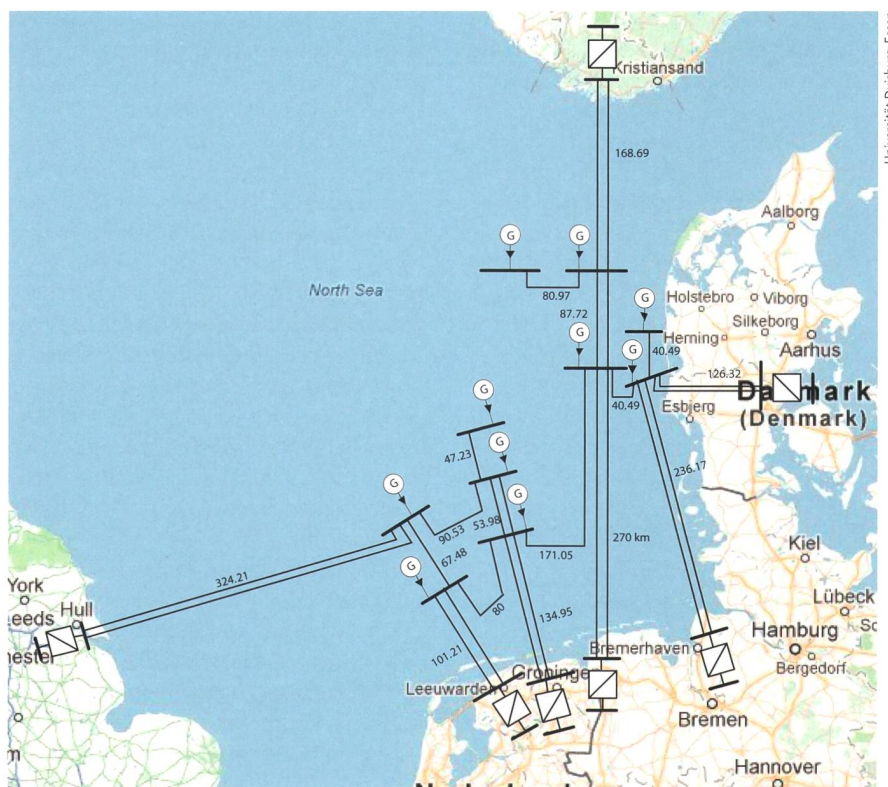 Kristiansand
168.69
Aalborg
G
G
North Sea
80.97
G
Holstebro
Viborg
87.72
Silkeborg
G
G
Herning
40.49
Aarhus
126.32
G
40.49
Danmark
Esbjerg
(Denmark)
G
47.23
236.17
G
G
90.53
53.98
270 km
171.05
67.48
Kiel
G
324.21
York
80
Lübeck
Leeds
Hull
134.95
Hamburg
Bremerhaven
101.21
Bergedorf
Groningen
Leeuwarden
Bremen
Hannover